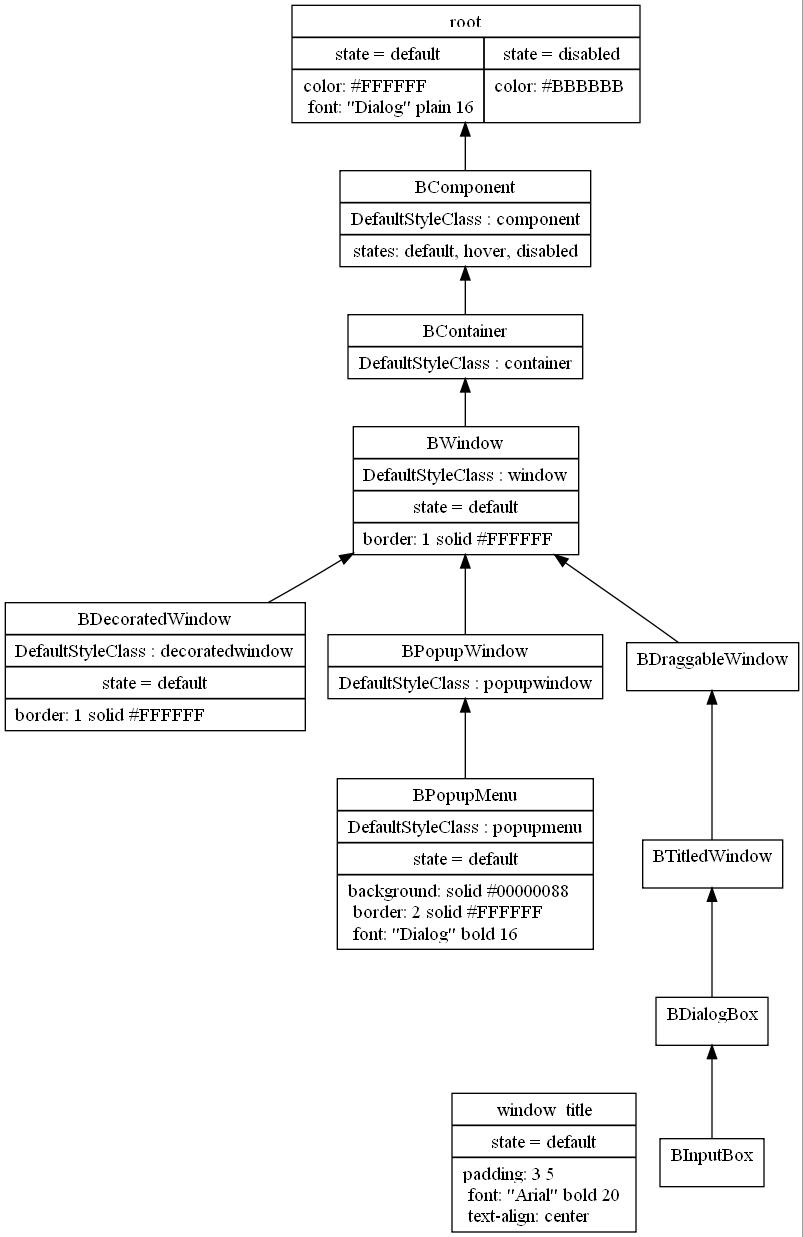 root
state = default
state = disabled
color: #FFFFFF
font: "Dialog" plain 16
color: #BBBBBB
BComponent
DefaultStyleClass : component
states: default, hover, disabled
BContainer
DefaultStyleClass : container
BWindow
DefaultStyleClass : window
state = default
border: 1 solid #FFFFFF
BDecoratedWindow
DefaultStyleClass : decoratedwindow
state = default
border: 1 solid #FFFFFF
BPopupWindow
DefaultStyleClass : popupwindow
BDraggableWindow
BPopupMenu
DefaultStyleClass : popupmenu
state = default
background: solid #00000088
border: 2 solid #FFFFFF
font: "Dialog" bold 16
BTitledWindow
BDialogBox
window_title
state = default
padding: 3 5
font: "Arial" bold 20
text-align: center
BInputBox